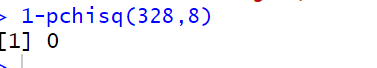 > 1-pchisq(328,8)
[1] 0
>